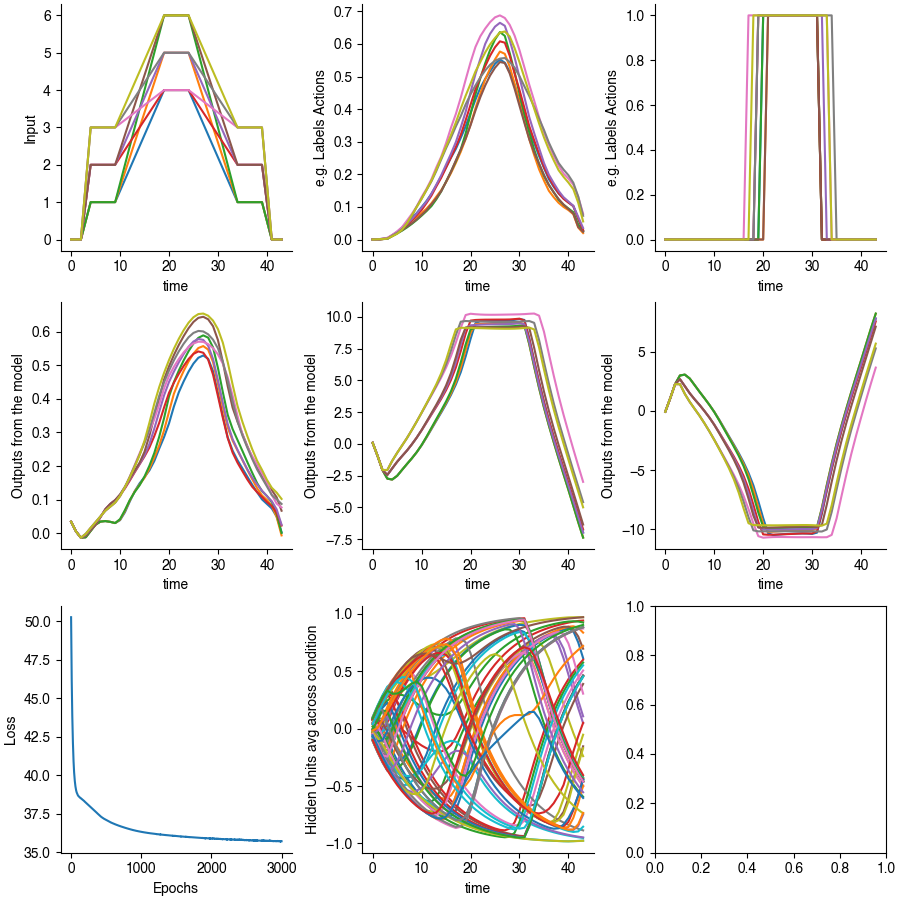 6
5
4
3
2
1
0
Input
0 10 20 30 40
time
0.7
0.6
0.5
0.4
0.3
0.2
0.1
0.0
e.g. Labels Actions
0 10 20 30 40
time
1.0
0.8
0.6
0.4
0.2
0.0
e.g. Labels Actions
0 10 20 30 40
time
0.6
0.5
0.4
0.3
0.2
0.1
0.0
Outputs from the model
0 10 20 30 40
time
10.0
7.5
5.0
2.5
0.0
−2.5
−5.0
−7.5
Outputs from the model
0 10 20 30 40
time
5
0
−5
−10
Outputs from the model
0 10 20 30 40
time
50.0
47.5
45.0
42.5
40.0
37.5
35.0
Loss
0 1000 2000 3000
Epochs
1.0
0.5
0.0
−0.5
−1.0
Hidden Units avg across condition
0 10 20 30 40
time
1.0
0.8
0.6
0.4
0.2
0.0
0.0 0.2 0.4 0.6 0.8 1.0